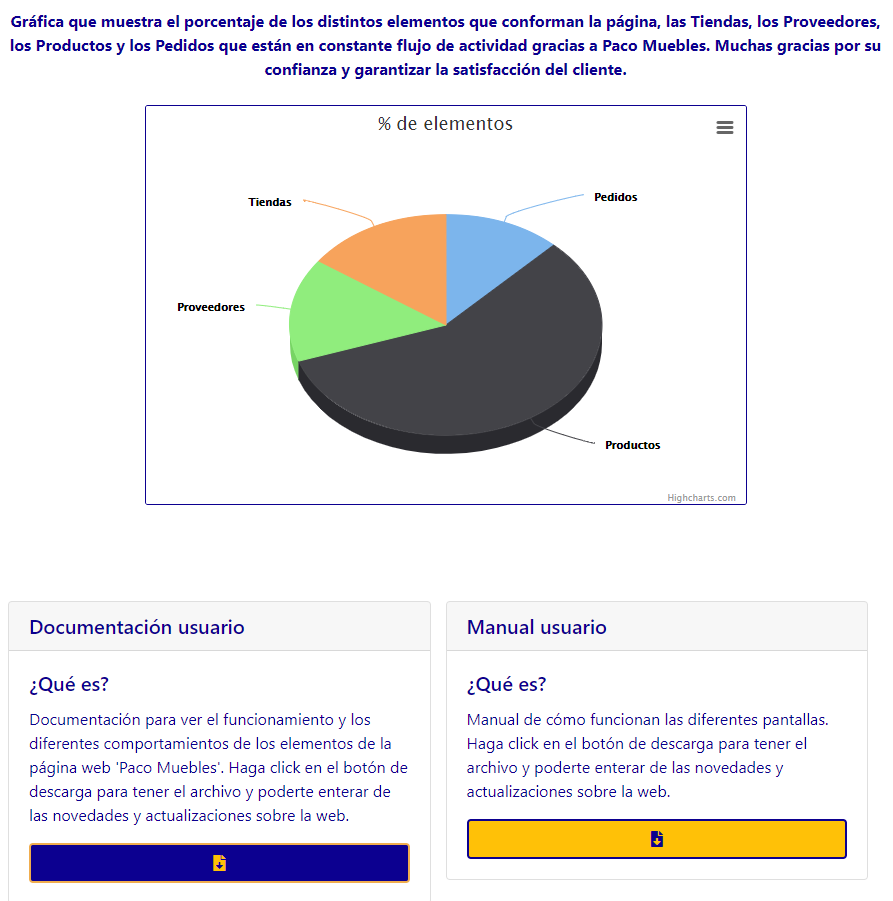 Gráfica que muestra el porcentaje de los distintos elementos que conforman la página, las Tiendas, los Proveedores,
los Productos y los Pedidos que están en constante flujo de actividad gracias a Paco Muebles. Muchas gracias por su
confianza y garantizar la satisfacción del cliente.
% de elementos
Tiendas
Pedidos
Proveedores
Productos
Highcharts.com
Documentación usuario
¿Qué es?
Documentación para ver el funcionamiento y los
diferentes comportamientos de los elementos de la
página web 'Paco Muebles'. Haga click en el botón de
descarga para tener el archivo y poderte enterar de
las novedades y actualizaciones sobre la web.
Manual usuario
¿Qué es?
Manual de cómo funcionan las diferentes pantallas.
Haga click en el botón de descarga para tener el
archivo y poderte enterar de las novedades y
actualizaciones sobre la web.